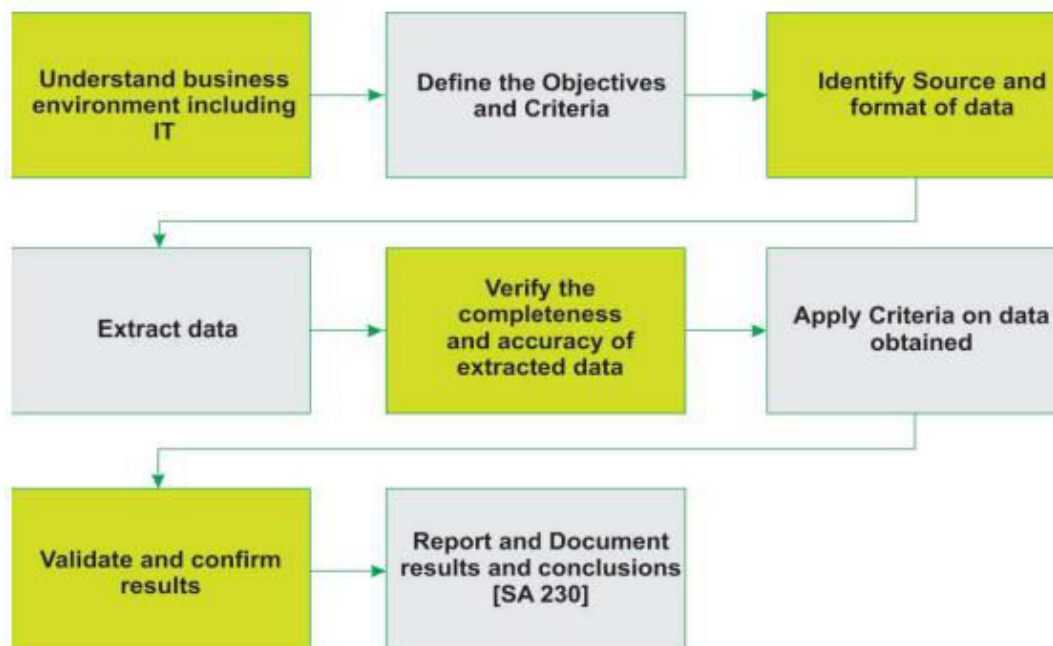 Understand business
environment including
IT
Define the Objectives
and Criteria
Identify Source and
format of data
Extract data
Verify the
completeness
and accuracy of
extracted data
Apply Criteria on data
obtained
Validate and confirm
results
Report and Document
results and conclusions
[SA 230]